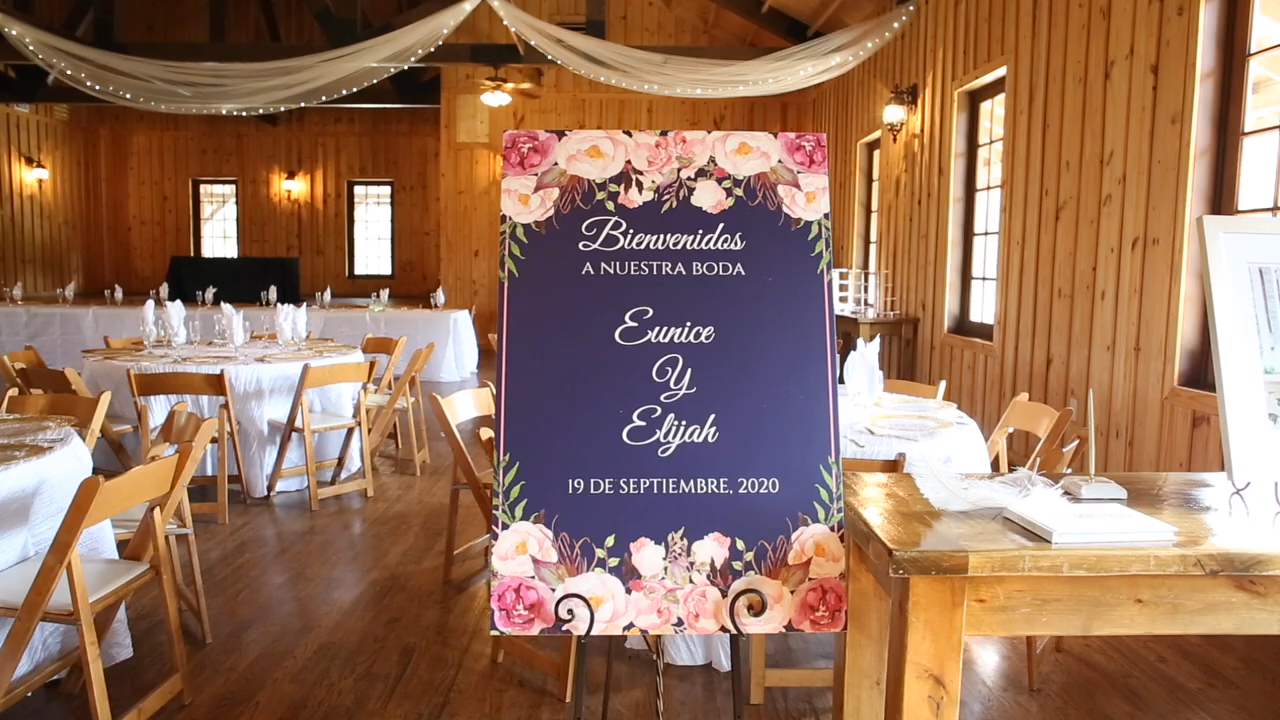 Bienvenidos
A NUESTRA BODA
Eunice
Y
Elijah
19 DE SEPTIEMBRE, 2020